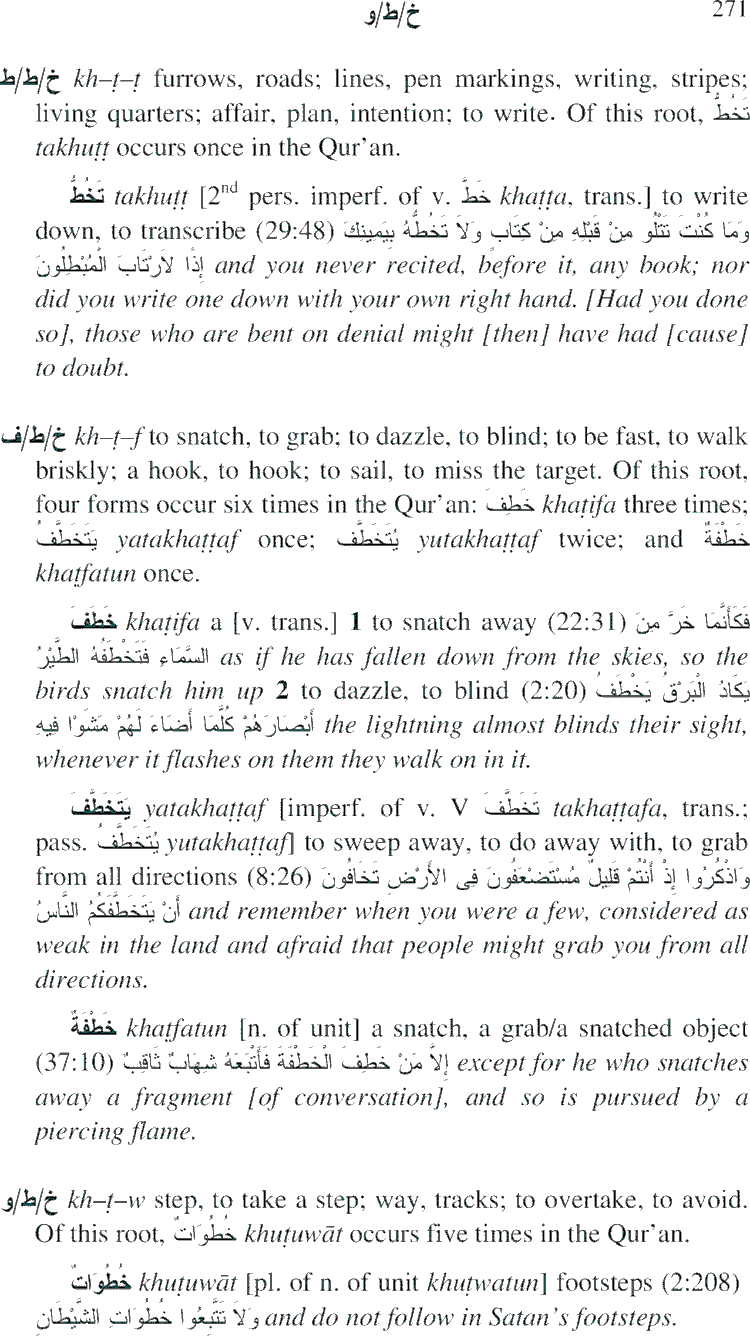 خ/ط/و 271
خ/ط/ط kh–ṭ–ṭ furrows, roads; lines, pen markings, writing, stripes;
living quarters; affair, plan, intention; to write. Of this root, تَخُطُّ
takhuṭṭ occurs once in the Qur’an.
تَخُطُّ takhuṭṭ [2nd pers. imperf. of v. خَطَّ khaṭṭa, trans.] to write
down, to transcribe (29:48) وَمَا كُنْتَ تَتْلُو مِنْ قَبْلِهِ مِنْ كِتَابٍ وَلاَ تَخُطُّهُ بِيَمِينِكَ
إِذًا لاَرْتَابَ الْمُبْطِلُونَ and you never recited, before it, any book; nor
did you write one down with your own right hand. [Had you done
so], those who are bent on denial might [then] have had [cause]
to doubt.
خ/ط/ف kh–ṭ–f to snatch, to grab; to dazzle, to blind; to be fast, to walk
briskly; a hook, to hook; to sail, to miss the target. Of this root,
four forms occur six times in the Qur’an: خَطِفَ khaṭifa three times;
يَتَخَطَّفُ yatakhaṭṭaf once; يُتَخَطَّف yutakhaṭṭaf twice; and خَطْفَةٌ
khaṭfatun once.
خَطَفَ khaṭifa a [v. trans.] 1 to snatch away (22:31) فَكَأَنَّمَا خَرَّ مِنَ
السَّمَاءِ فَتَخْطَفُهُ الطَّيْرُ as if he has fallen down from the skies, so the
birds snatch him up 2 to dazzle, to blind (2:20) يَكَادُ الْبَرْقُ يَخْطَفُ
أَبْصَارَهُمْ كُلَّمَا أَضَاءَ لَهُمْ مَشَوْا فِيهِ the lightning almost blinds their sight,
whenever it flashes on them they walk on in it.
يَتَخَطَّفَ yatakhaṭṭaf [imperf. of v. V تَخَطَّفَ takhaṭṭafa, trans.;
pass. يُتَخَطَّفُ yutakhaṭṭaf] to sweep away, to do away with, to grab
from all directions (8:26) وَاذْكُرُوا إِذْ أَنْتُمْ قَلِيلٌ مُسْتَضْعَفُونَ فِى الأَرْضِ تَخَافُونَ
أَنْ يَتَخَطَّفَكُمُ النَّاسُ and remember when you were a few, considered as
weak in the land and afraid that people might grab you from all
directions.
خَطْفَةٌ khaṭfatun [n. of unit] a snatch, a grab/a snatched object
(37:10) إِلاَّ مَنْ خَطِفَ الْخَطْفَةَ فَأَتْبَعَهُ شِهَابٌ ثَاقِبٌ except for he who snatches
away a fragment [of conversation], and so is pursued by a
piercing flame.
خ/ط/و kh–ṭ–w step, to take a step; way, tracks; to overtake, to avoid.
Of this root, خُطُوَاتٌ khuṭuwāt occurs five times in the Qur’an.
خُطُوَاتٌ khuṭuwāt [pl. of n. of unit khuṭwatun] footsteps (2:208)
وَلاَ تَتَّبِعُوا خُطُوَاتِ الشَّيْطَانِ and do not follow in Satan’s footsteps.